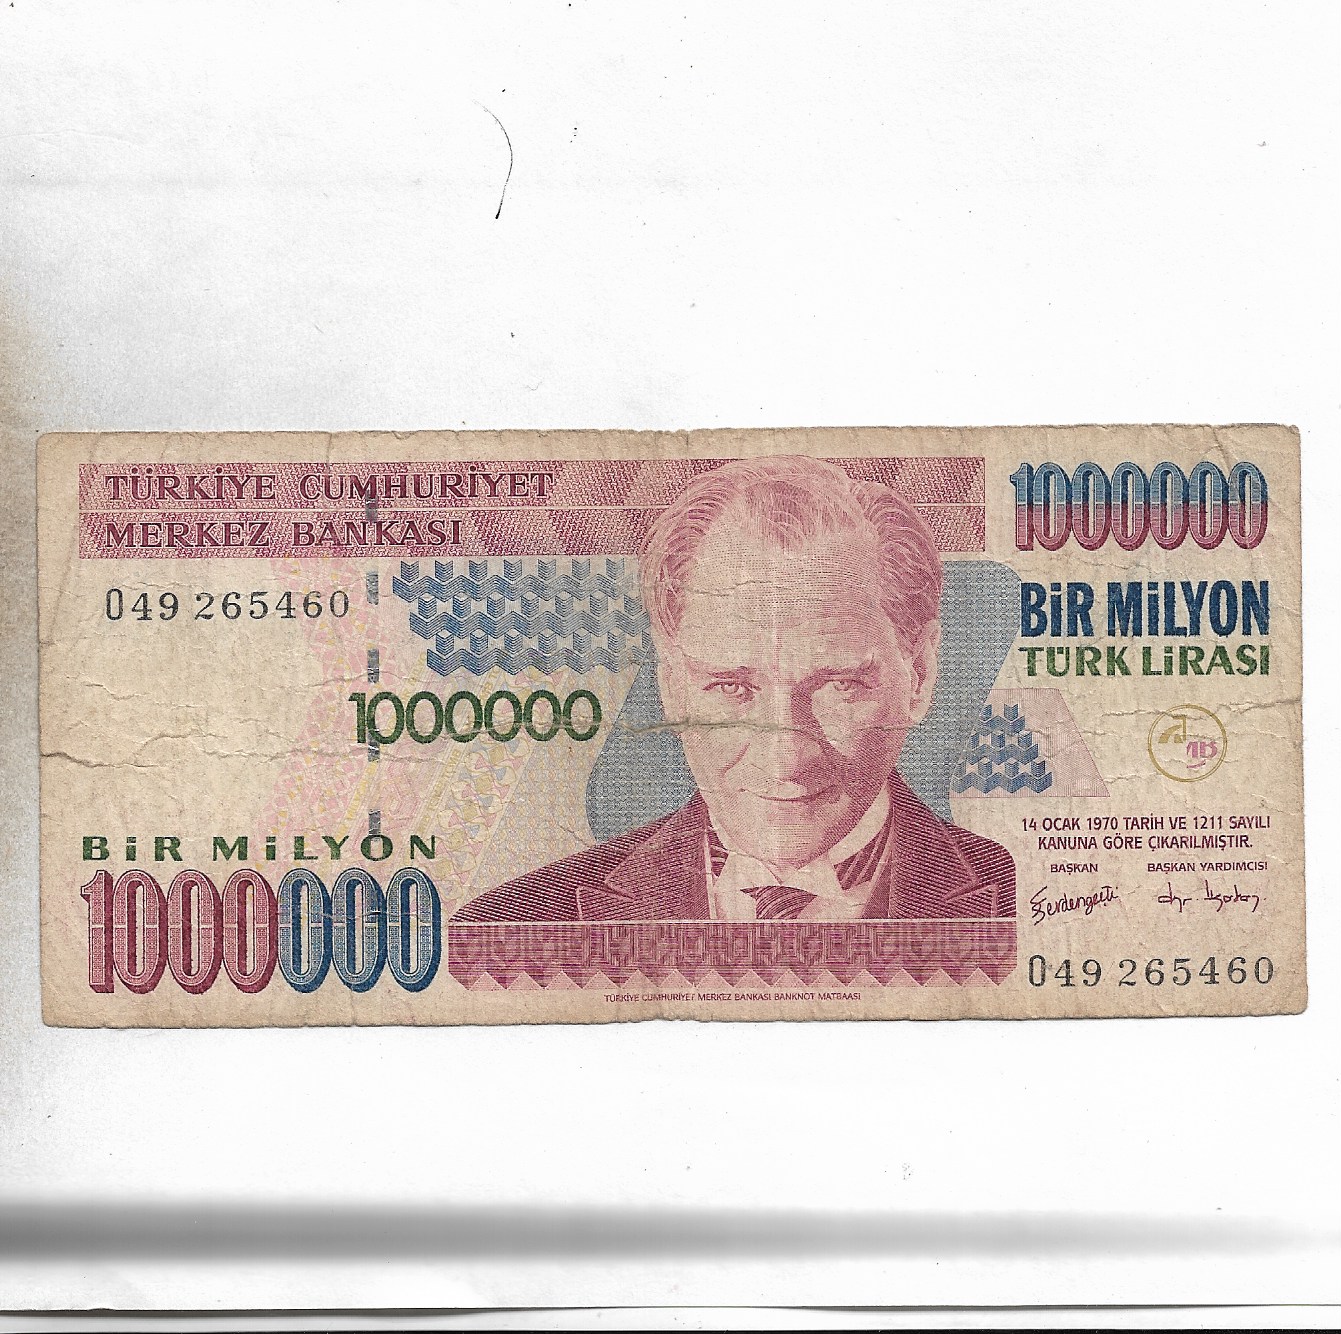 TÜRKİYE CUMHURİYET
MERKEZ BANKASI
1000000
BİR MİLYON
TÜRK LİRASI
049 265460
1000000
BİR MİLYON
1000000
14 OCAK 1970 TARİH VE 1211 SAYILI
KANUNA GÖRE ÇIKARILMIŞTIR.
BAŞKAN BAŞKAN YARDIMCISI
049 265460
TÜRKİYE CUMHURİYET MERKEZ BANKASI BANKNOT MATBAASI